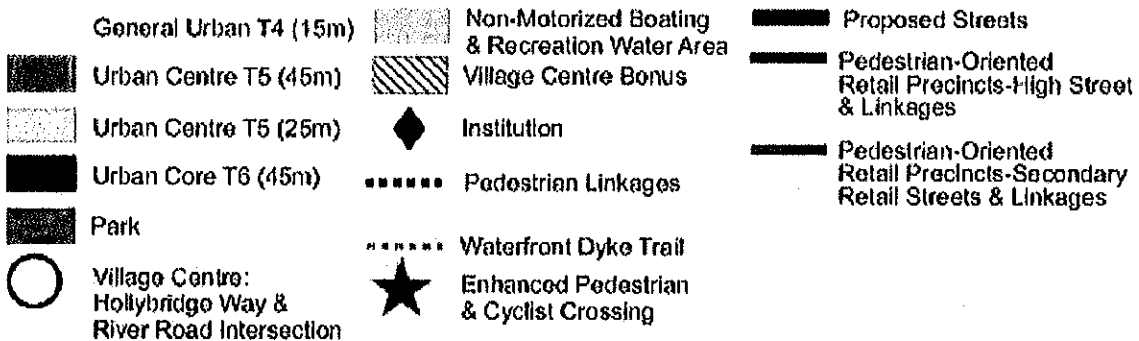 General Urban T4 (15m)
Urban Centre T5 (45m)
Urban Centre T5 (25m)
Urban Core T6 (45m)
Park
Village Centre:
Hollybridge Way &
River Road Intersection
Non-Motorized Boating
& Recreation Water Area
Village Centre Bonus
Institution
Pedestrian Linkages
Waterfront Dyke Trail
Enhanced Pedestrian
& Cyclist Crossing
Proposed Streets
Pedestrian-Oriented
Retail Precincts-High Street
& Linkages
Pedestrian-Oriented
Retail Precincts-Secondary
Retail Streets & Linkages